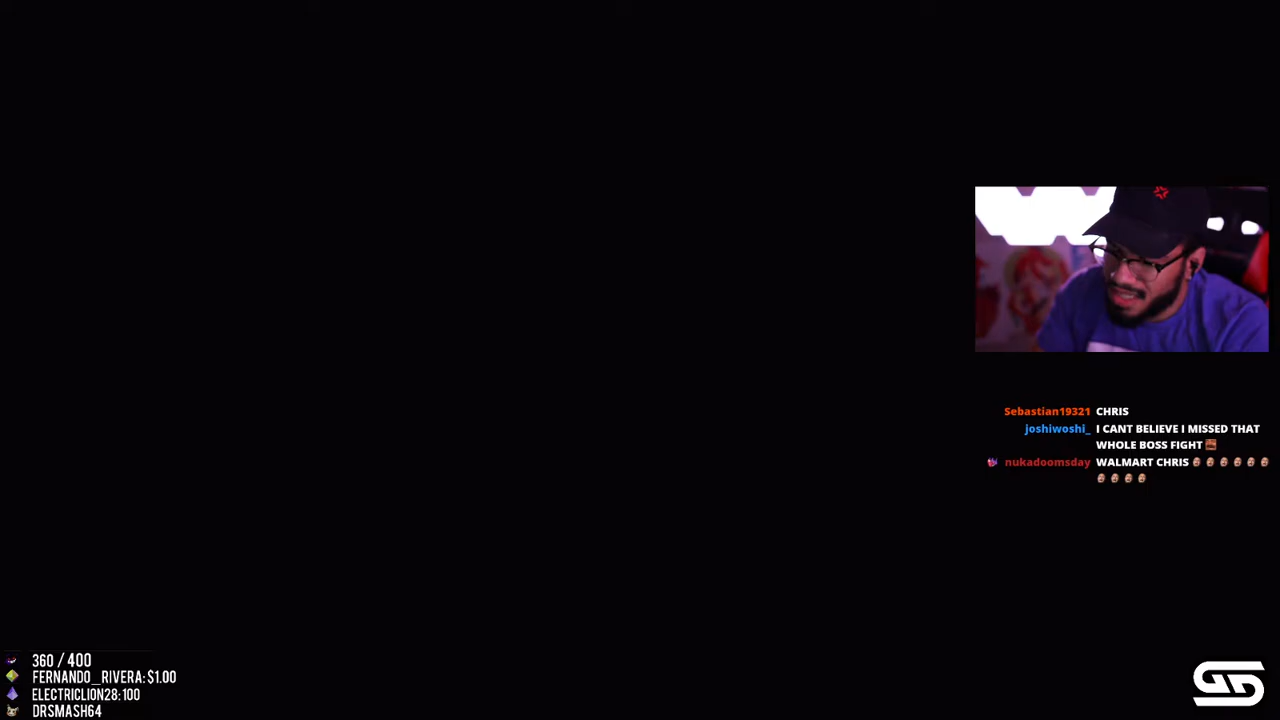 Sebastian19321 CHRIS
joshiwoshi_ I CANT BELIEVE I MISSED THAT
WHOLE BOSS FIGHT
nukadoomsday WALMART CHRIS
360 / 400
FERNANDO_RIVERA: $1.00
ELECTRICLION28: 100
DRSMASH64